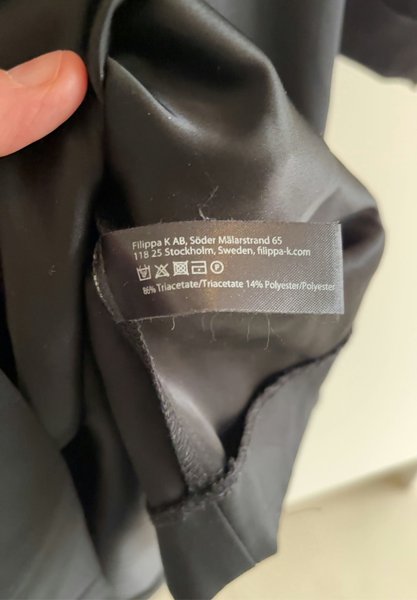 Filippa K AB, Söder Mälarstrand 65
118 25 Stockholm, Sweden, filippa-k.com
86% Triacetate/Triacetate 14% Polyester/Polyester